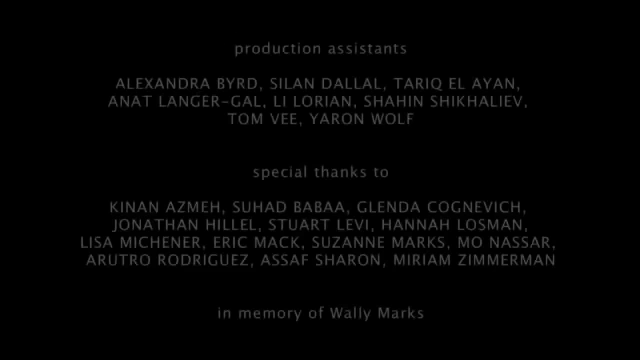 production assistants
ALEXANDRA BYRD, SILAN DALLAL, TARIQ EL AYAN,
ANAT LANGER-GAL, LI LORIAN, SHAHIN SHIKHALIEV,
TOM VEE, YARON WOLF
special thanks to
KINAN AZMEH, SUHAD BABAA, GLENDA COGNEVICH,
JONATHAN HILLEL, STUART LEVI, HANNAH LOSMAN,
LISA MICHENER, ERIC MACK, SUZANNE MARKS, MO NASSAR,
ARUTRO RODRIGUEZ, ASSAF SHARON, MIRIAM ZIMMERMAN
in memory of Wally Marks